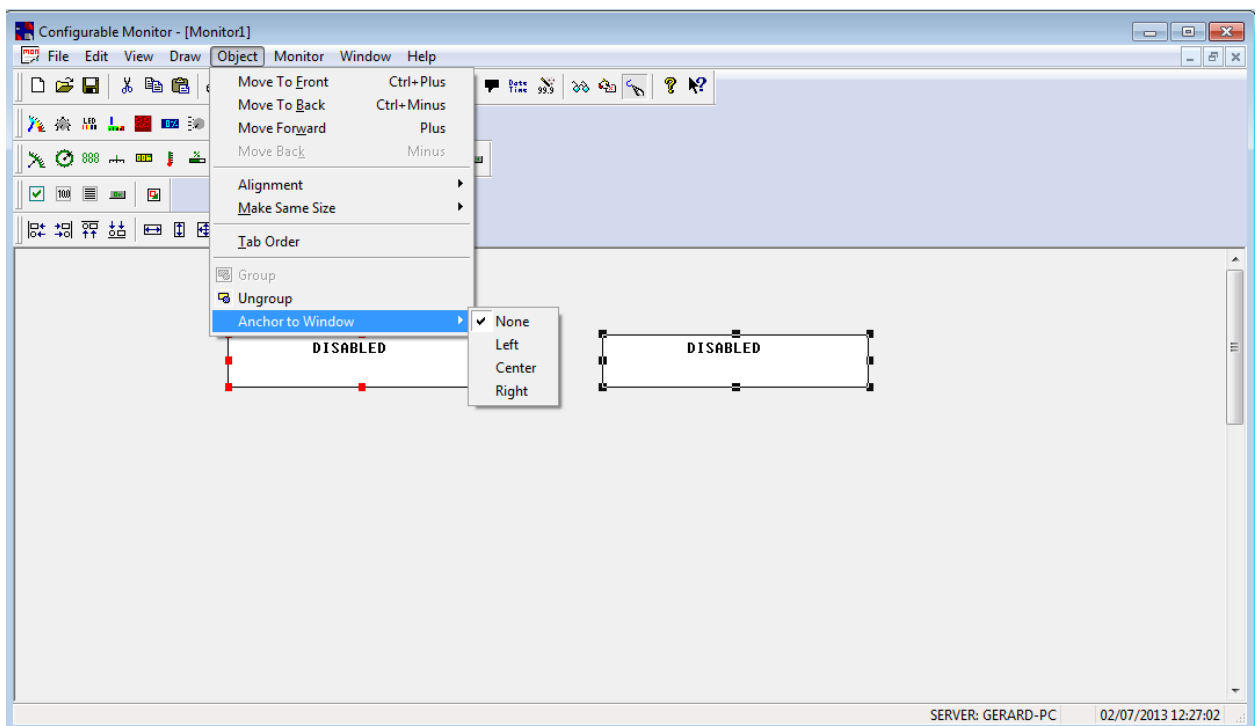 Configurable Monitor - [Monitor1]
File Edit View Draw Object Monitor Window Help
Move To Front Ctrl+Plus
Move To Back Ctrl+Minus
Move Forward Plus
Move Back Minus
Alignment
Make Same Size
Tab Order
Group
Ungroup
Anchor to Window
None
Left
Center
Right
DISABLED DISABLED
SERVER: GERARD-PC 02/07/2013 12:27:02